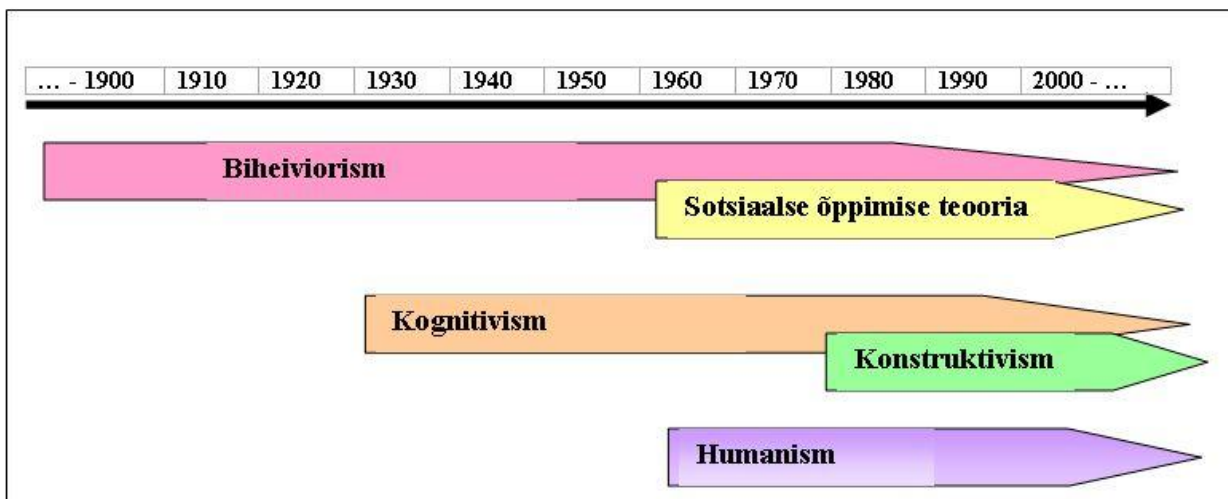 ... - 1900 1910 1920 1930 1940 1950 1960 1970 1980 1990 2000 - ...
Biheiviorism
Sotsiaalse õppimise teooria
Kognitivism
Konstruktivism
Humanism